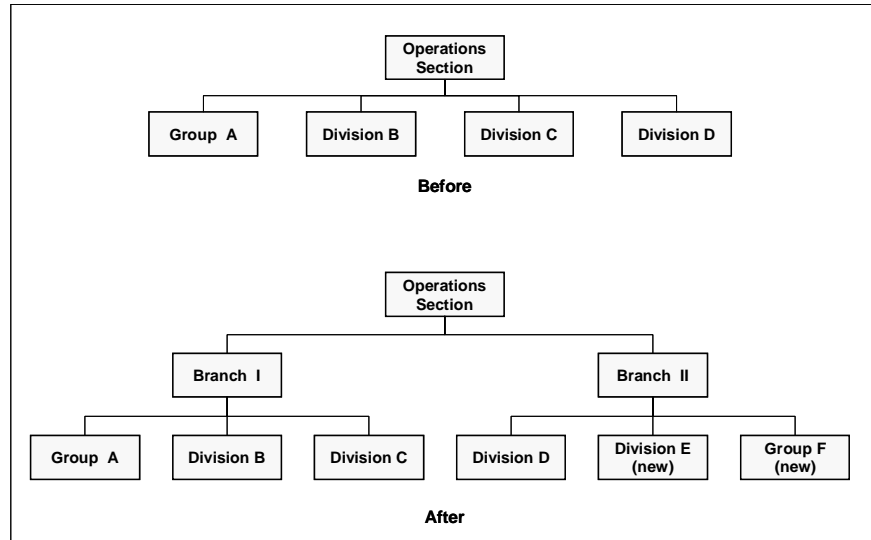 Operations
Section
Group A
Division B
Division C
Division D
Before
Operations
Section
Branch I
Branch II
Group A
Division B
Division C
Division D
Division E
(new)
Group F
(new)
After